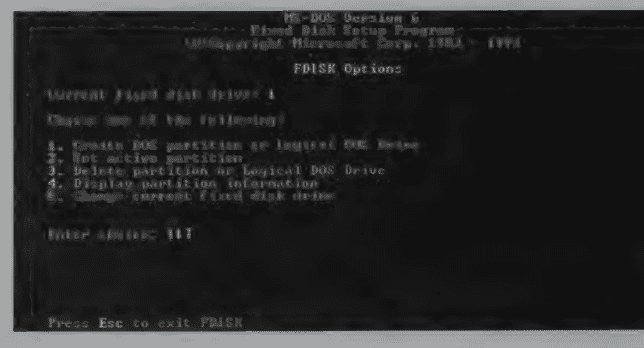 MS-DOS Version 6
Fixed Disk Setup Program
Copyright Microsoft Corp. 1983 - 1993
FDISK Options
Current fixed disk drive: 1
Choose one of the following:
1. Create DOS partition or Logical DOS Drive
2. Set active partition
3. Delete partition or Logical DOS Drive
4. Display partition information
5. Change current fixed disk drive
Enter choice: [1]
Press Esc to exit FDISK